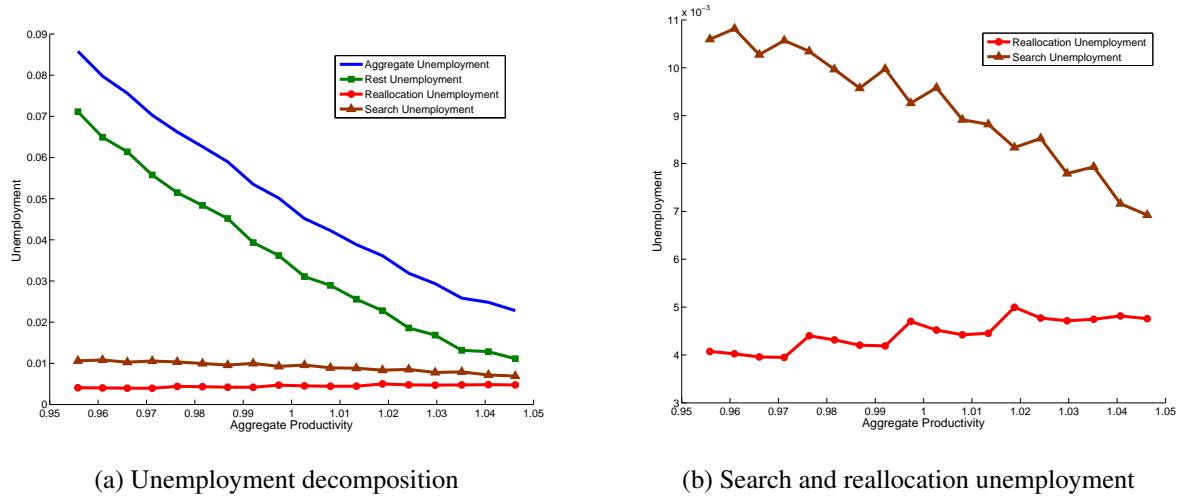 0.09
0.08
0.07
0.06
0.05
0.04
0.03
0.02
0.01
0
Unemployment
0.95 0.96 0.97 0.98 0.99 1 1.01 1.02 1.03 1.04 1.05
Aggregate Productivity
Aggregate Unemployment
Rest Unemployment
Reallocation Unemployment
Search Unemployment
(a) Unemployment decomposition
x 10⁻³
11
10
9
8
7
6
5
4
3
Unemployment
0.95 0.96 0.97 0.98 0.99 1 1.01 1.02 1.03 1.04 1.05
Aggregate Productivity
Reallocation Unemployment
Search Unemployment
(b) Search and reallocation unemployment